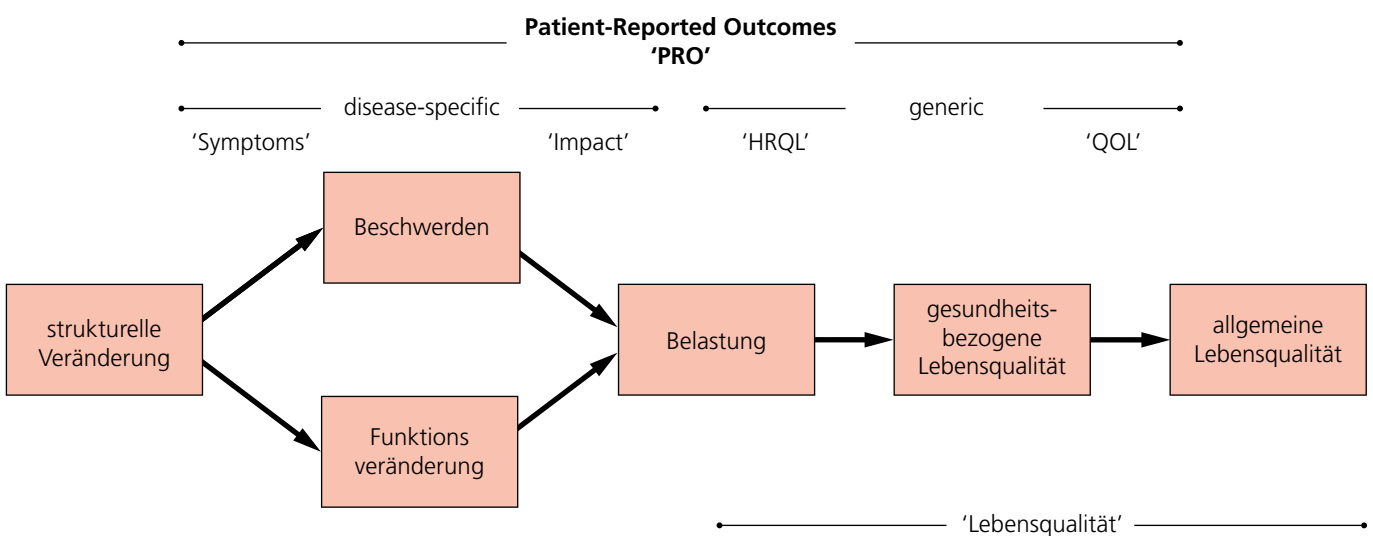 Patient-Reported Outcomes
‘PRO’
disease-specific
generic
‘Symptoms’
‘Impact’
‘HRQL’
‘QOL’
Beschwerden
strukturelle
Veränderung
Funktions
veränderung
Belastung
gesundheits-
bezogene
Lebensqualität
allgemeine
Lebensqualität
‘Lebensqualität’